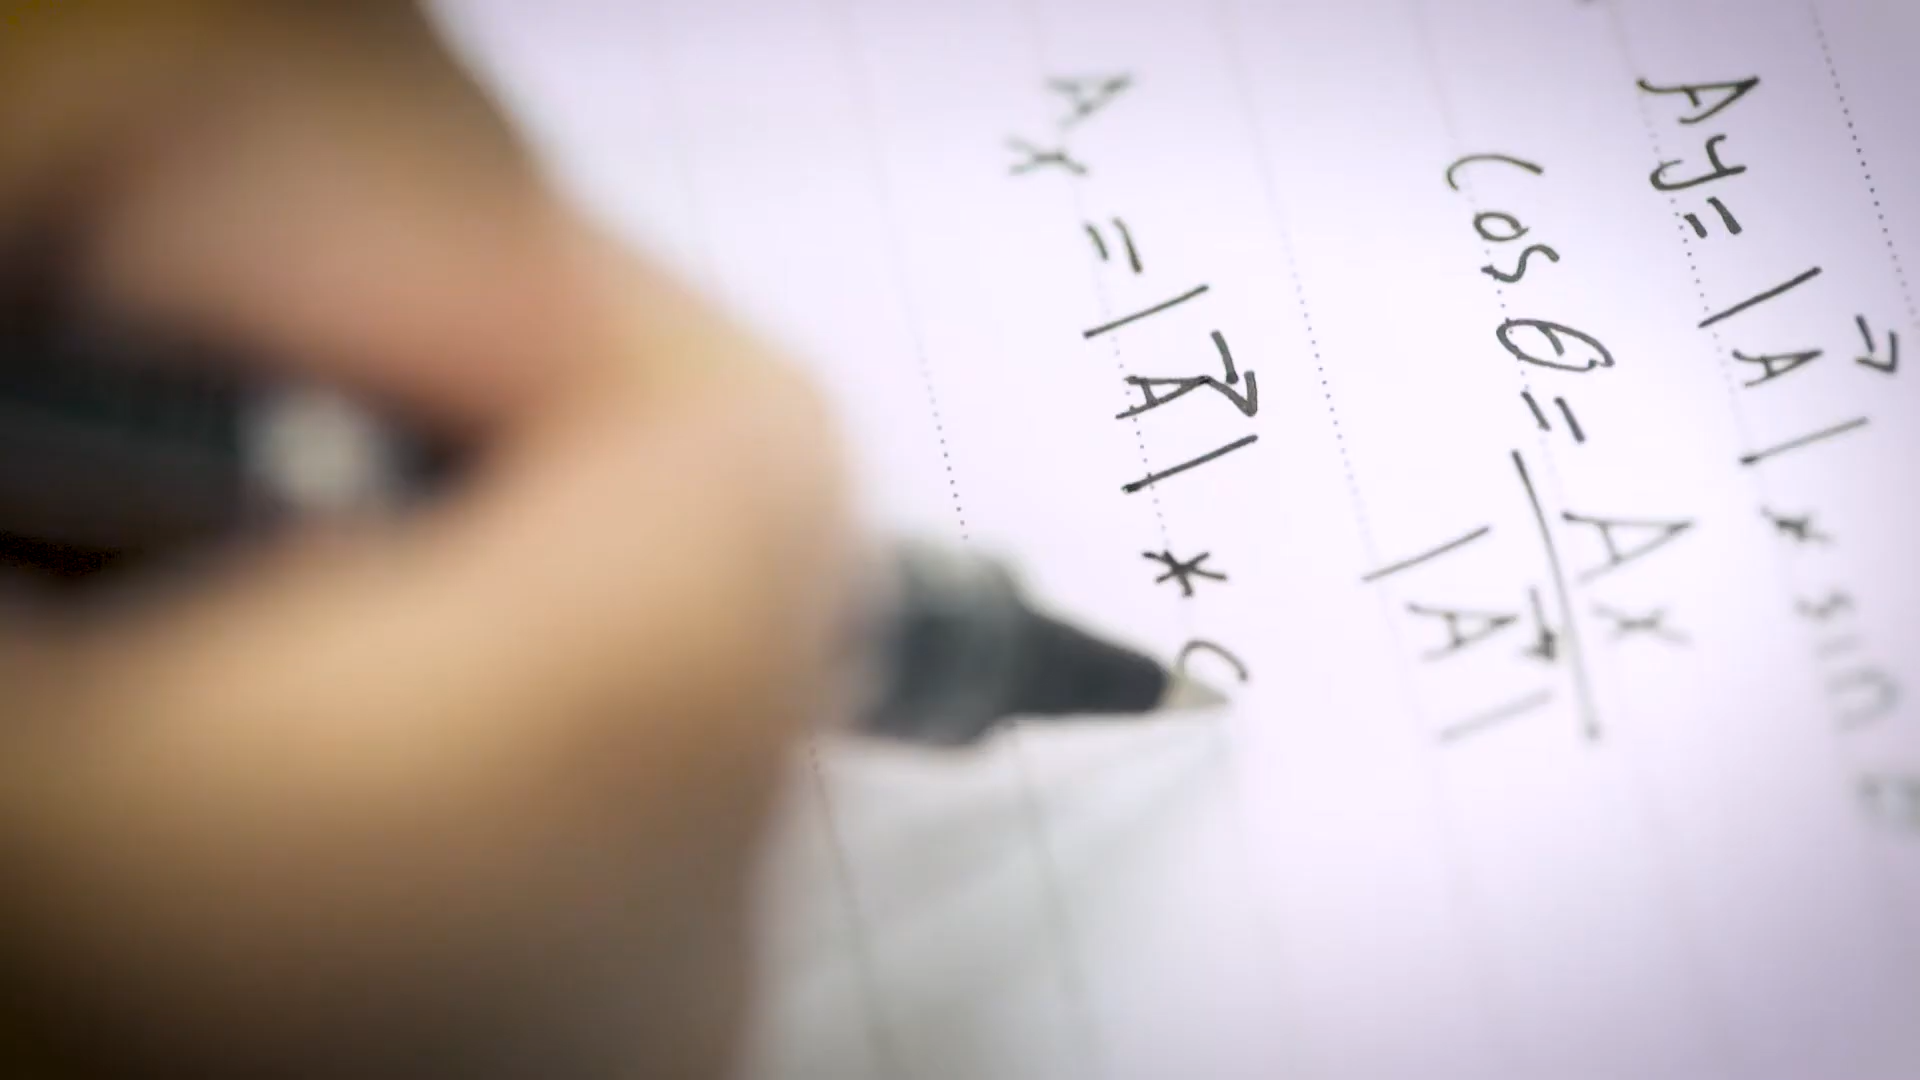 Ay = |A⃗| * sin θ
cos θ = Ax / |A⃗|
Ax = |A⃗| * c